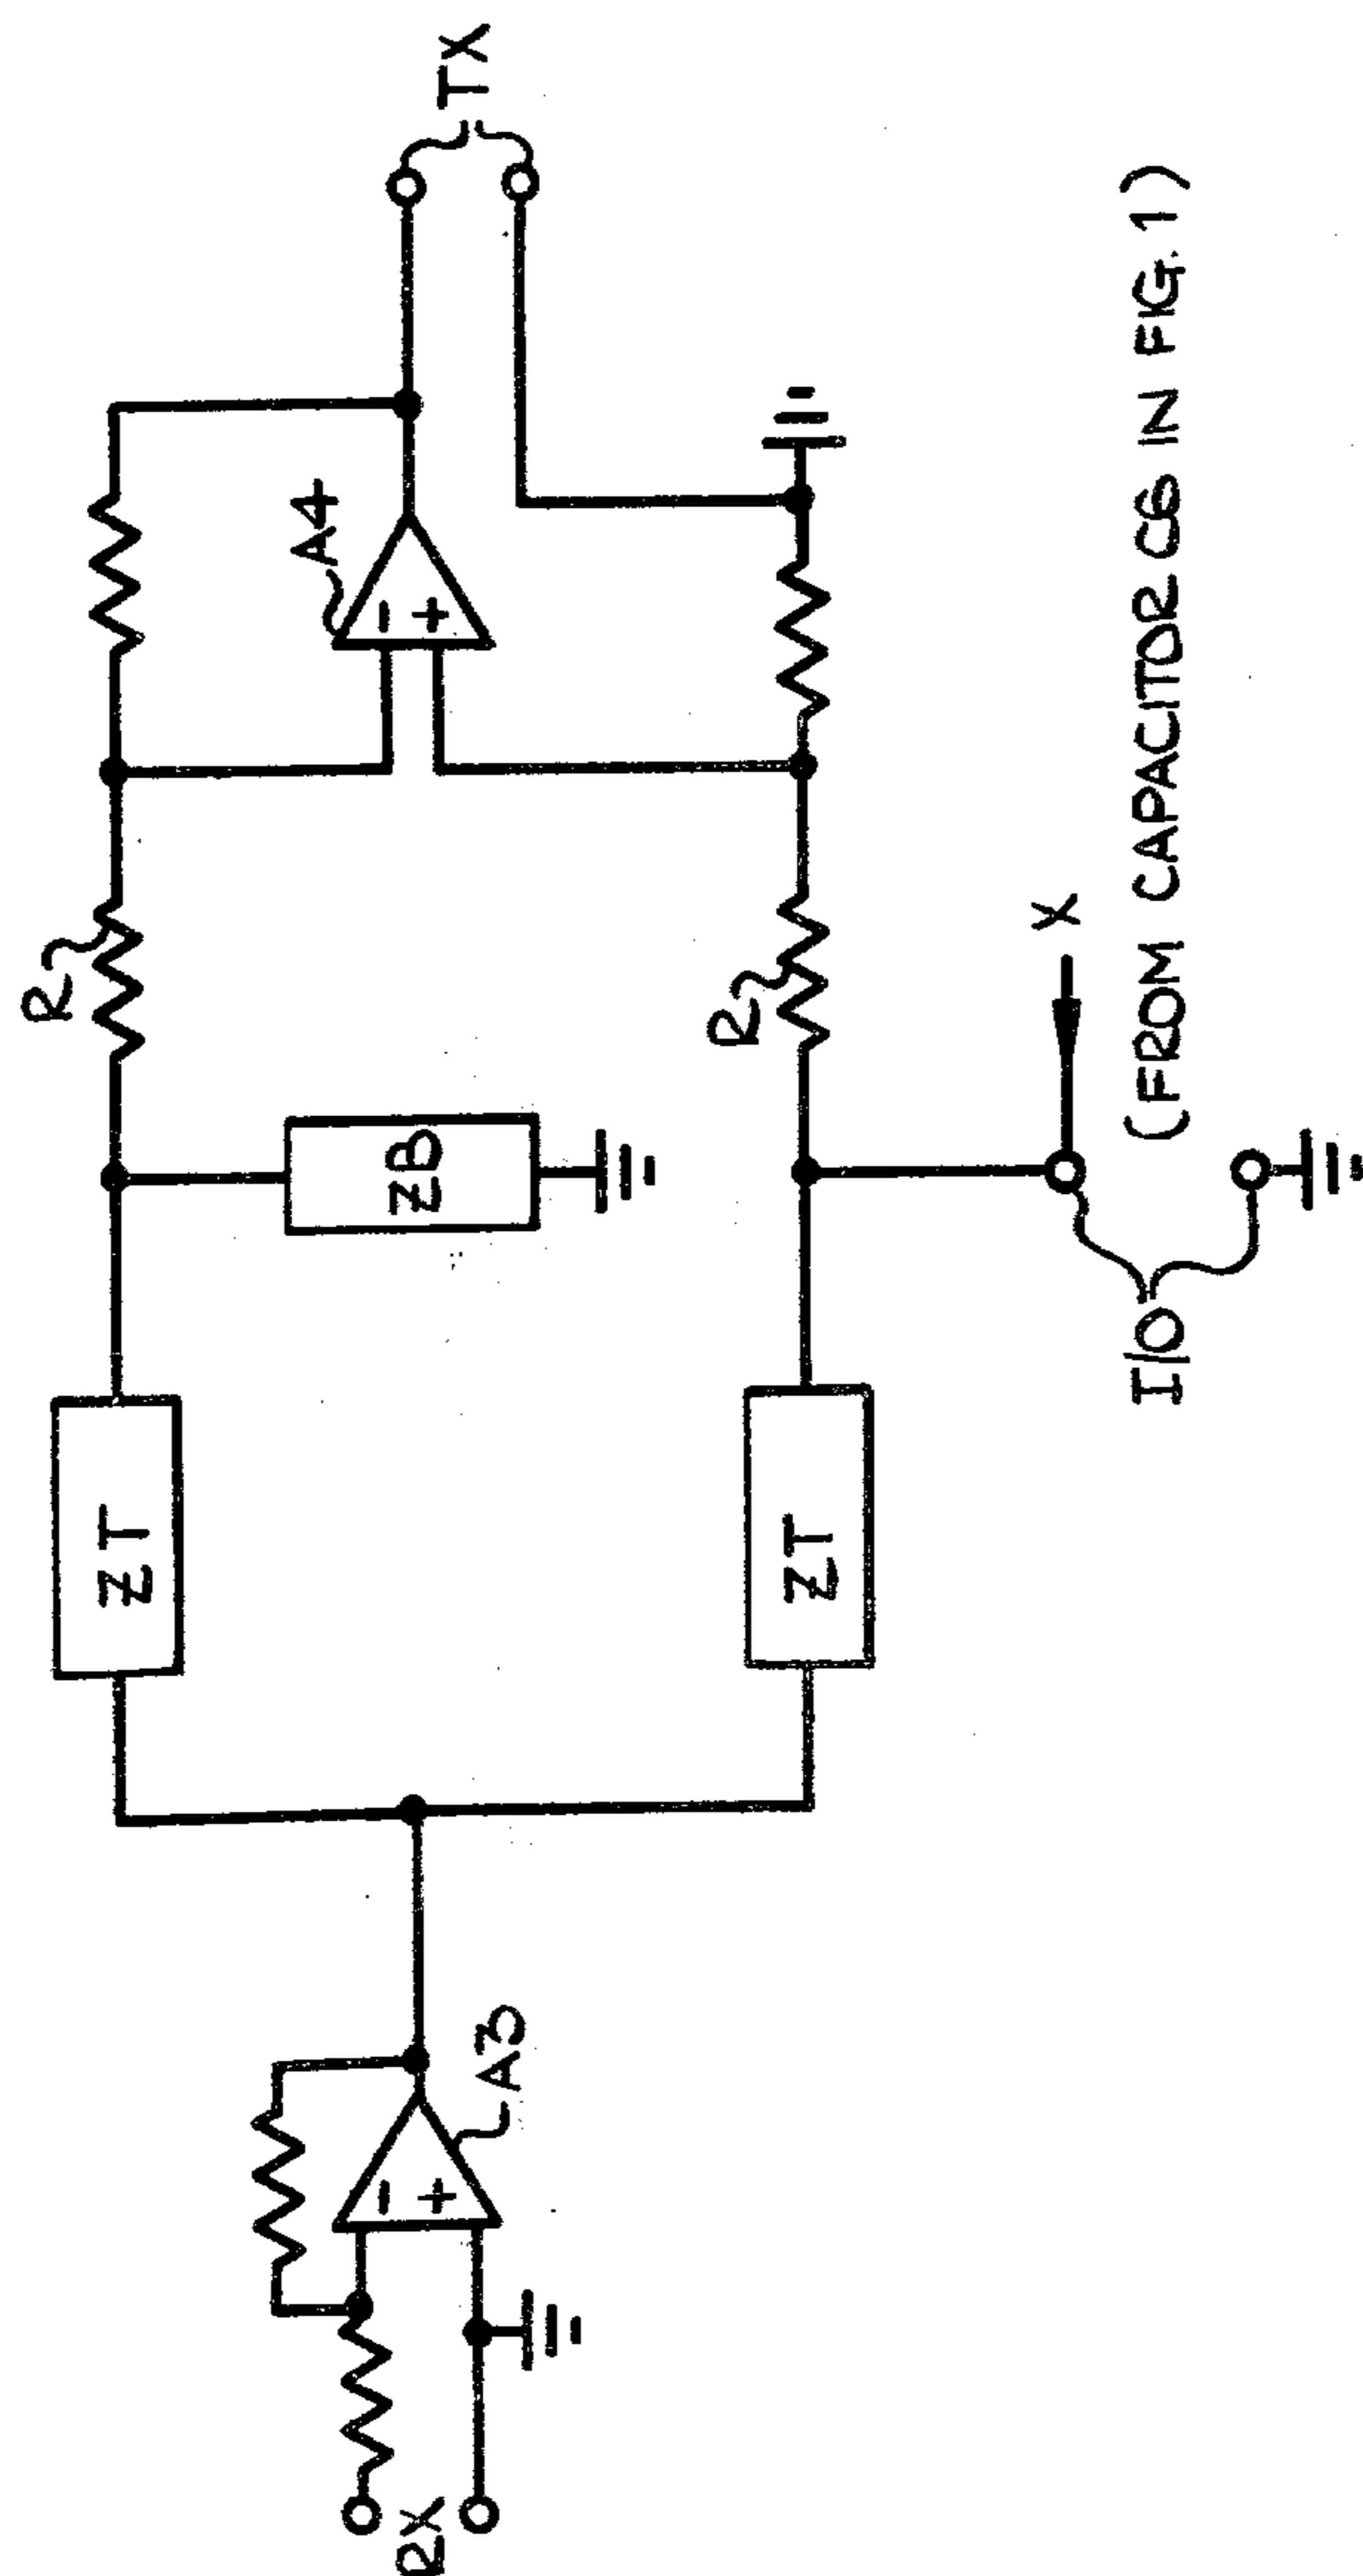 RX
-
+
A3
ZT
ZT
ZB
R
R
-
+
A4
TX
I/O
X
(FROM CAPACITOR C6 IN FIG. 1)